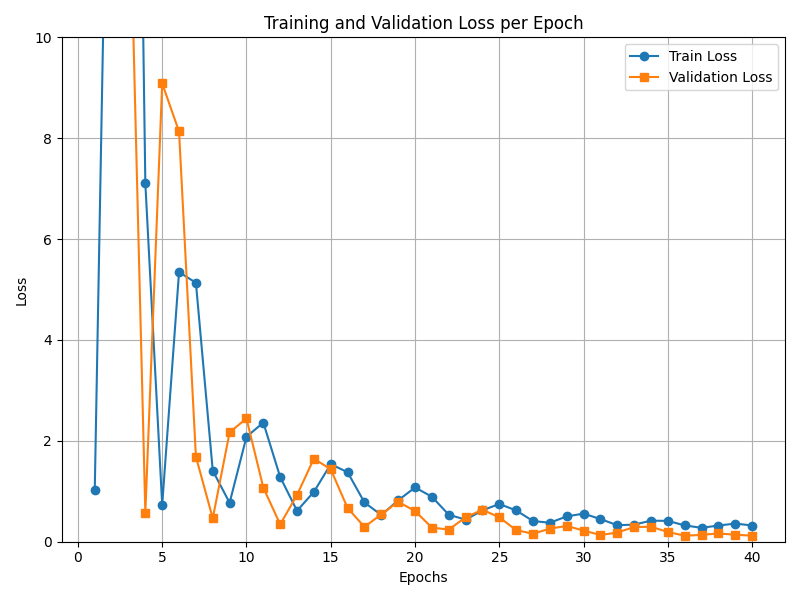 Training and Validation Loss per Epoch
Train Loss
Validation Loss
Loss
10
8
6
4
2
0
0 5 10 15 20 25 30 35 40
Epochs